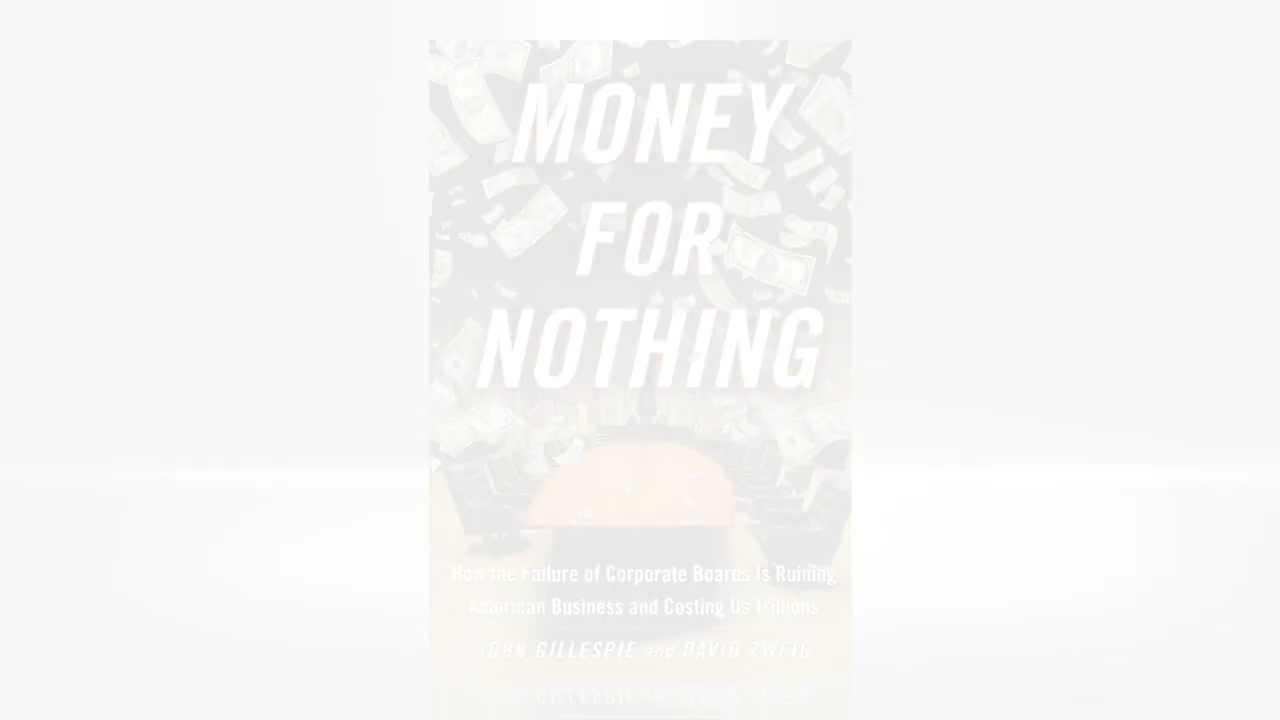 MONEY
FOR
NOTHING
How the Failure of Corporate Boards Is Ruining
American Business and Costing Us Trillions
JOHN GILLESPIE and DAVID ZWEIG